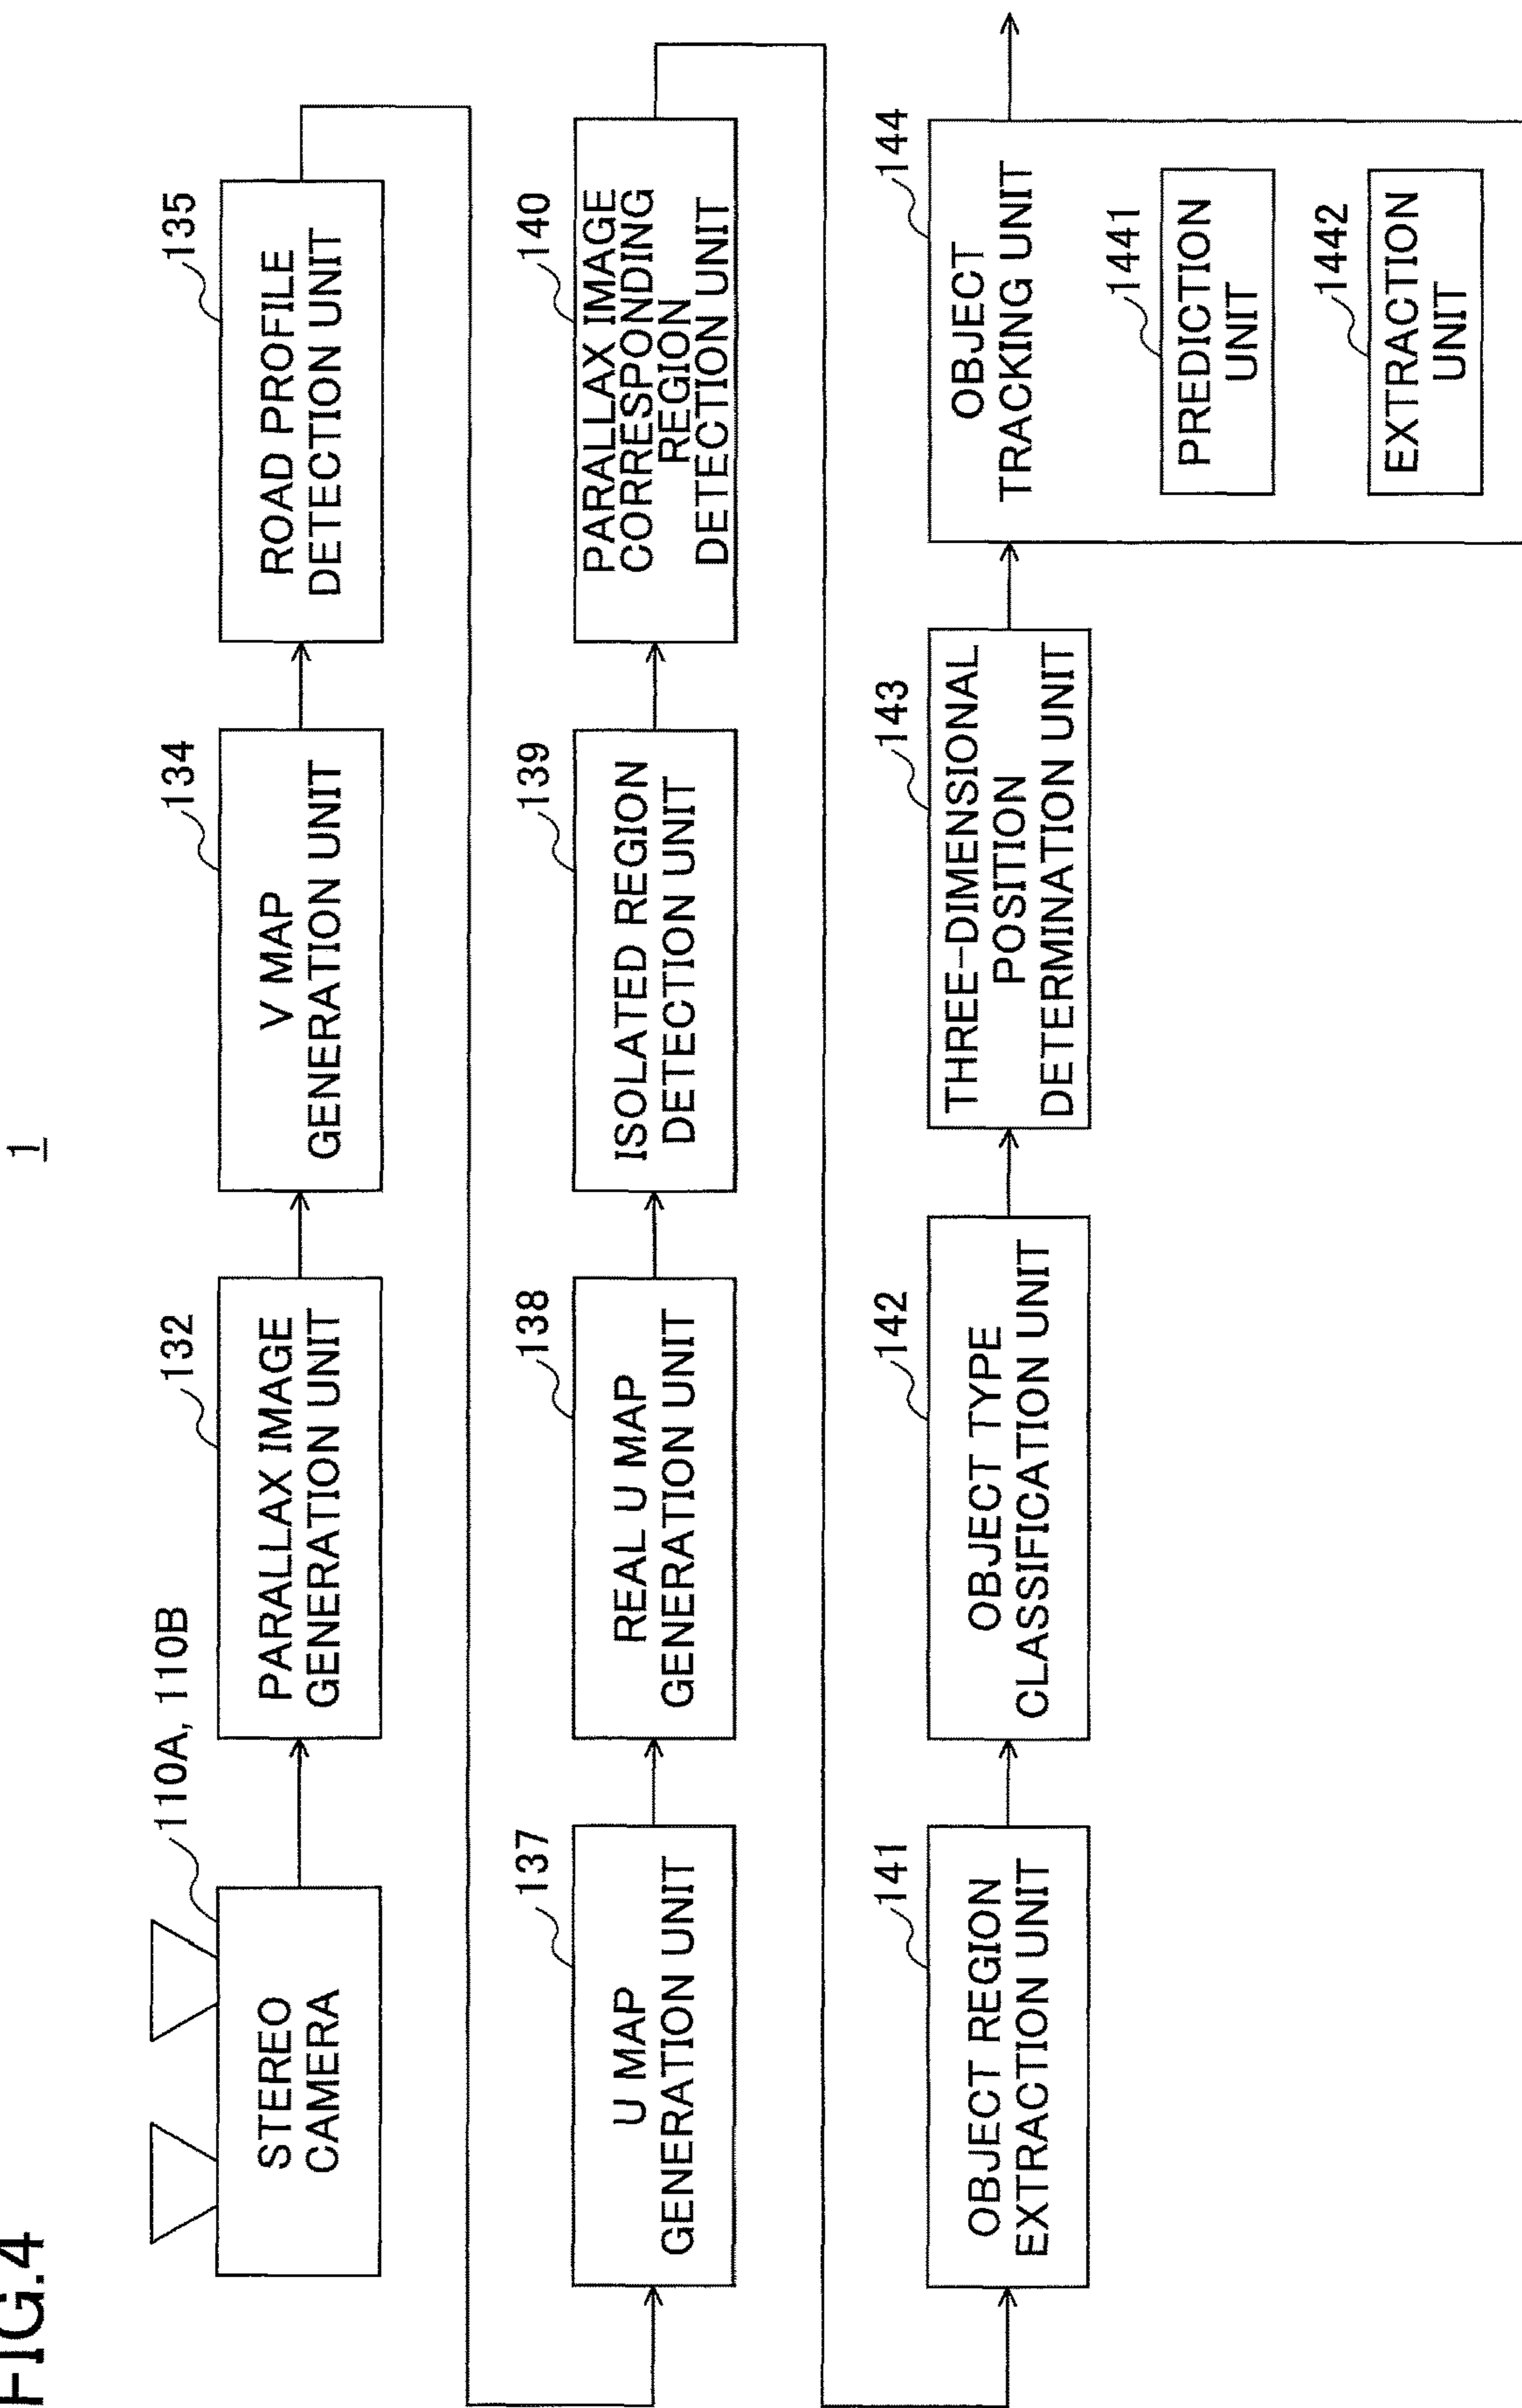 FIG.4
1
110A, 110B
STEREO
CAMERA
132
PARALLAX IMAGE
GENERATION UNIT
134
V MAP
GENERATION UNIT
135
ROAD PROFILE
DETECTION UNIT
137
U MAP
GENERATION UNIT
138
REAL U MAP
GENERATION UNIT
139
ISOLATED REGION
DETECTION UNIT
140
PARALLAX IMAGE
CORRESPONDING
REGION
DETECTION UNIT
141
OBJECT REGION
EXTRACTION UNIT
142
OBJECT TYPE
CLASSIFICATION UNIT
143
THREE-DIMENSIONAL
POSITION
DETERMINATION UNIT
144
OBJECT
TRACKING UNIT
1441
PREDICTION
UNIT
1442
EXTRACTION
UNIT